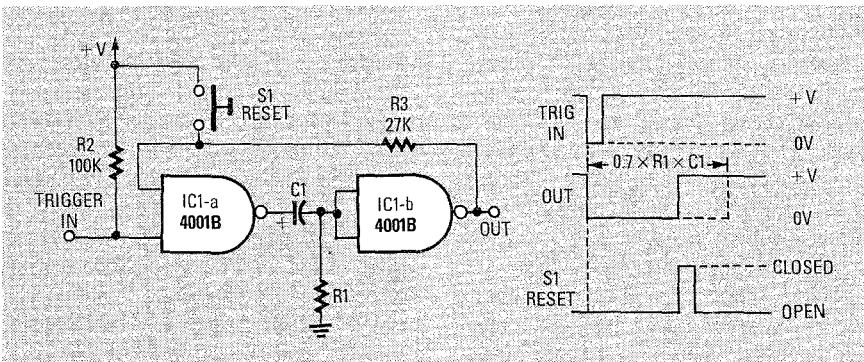 +V
S1
RESET
R3
27K
R2
100K
TRIGGER
IN
IC1-a
4001B
C1
+
IC1-b
4001B
OUT
R1
TRIG
IN
+V
0V
0.7 × R1 × C1
OUT
+V
0V
S1
RESET
CLOSED
OPEN